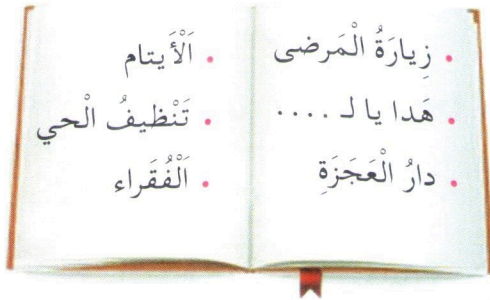 • زِيارَةُ الْمَرضى
• هَدا يا لـ ....
• دارُ الْعَجَزَةِ
• اَلْأَيتام
• تَنْظيفُ الْحي
• اَلْفُقَراء